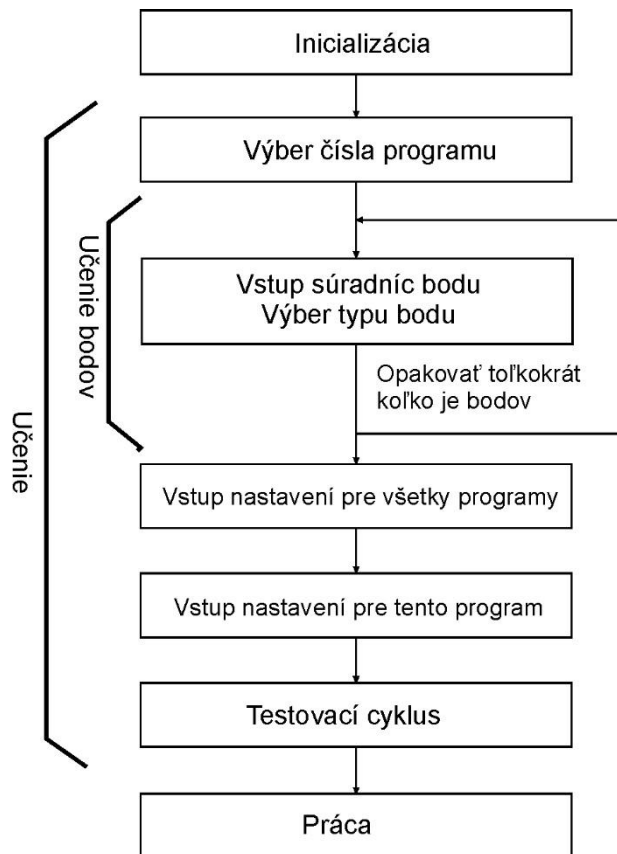 Inicializácia
Výber čísla programu
Učenie bodov
Vstup súradníc bodu
Výber typu bodu
Opakovať toľkokrát
koľko je bodov
Učenie
Vstup nastavení pre všetky programy
Vstup nastavení pre tento program
Testovací cyklus
Práca